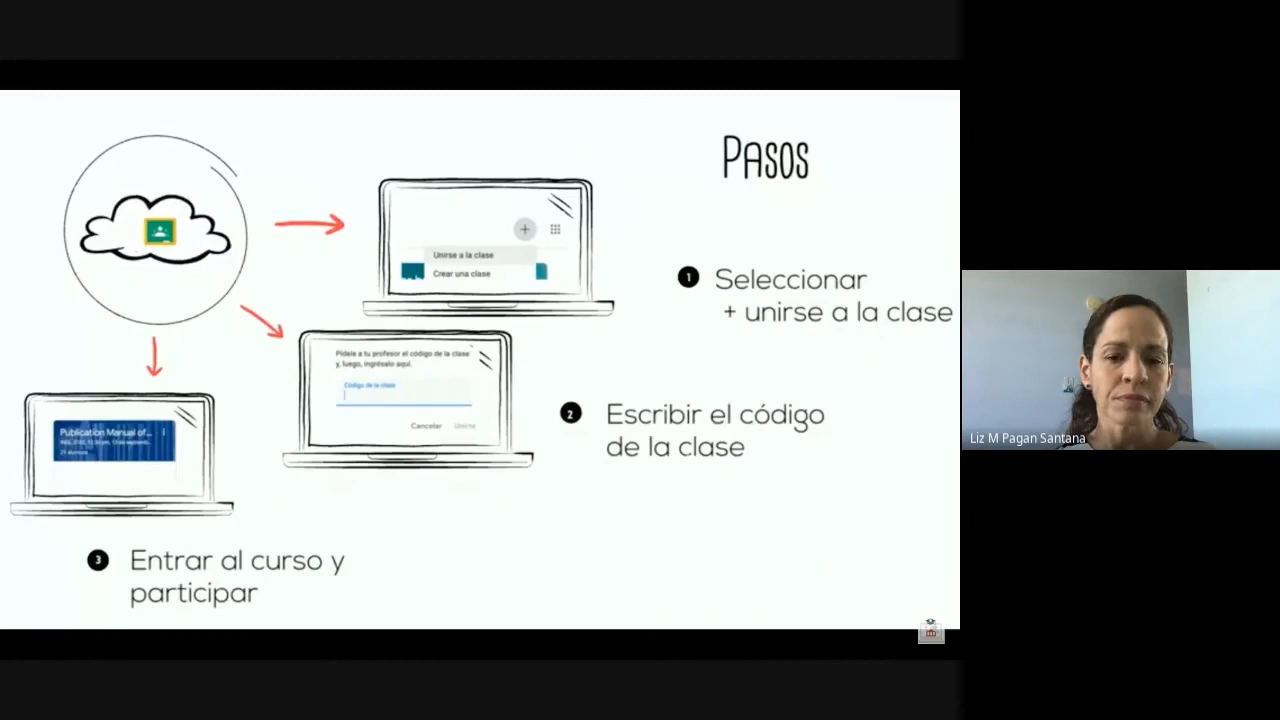 Pasos
+
Unirse a la clase
Crear una clase
1 Seleccionar
+ unirse a la clase
Pídele a tu profesor el código de la clase
y, luego, ingrésalo aquí.
Código de la clase
Cancelar Unirse
2 Escribir el código
de la clase
Publication Manual of...
21 alumnos
3 Entrar al curso y
participar
Liz M Pagan Santana